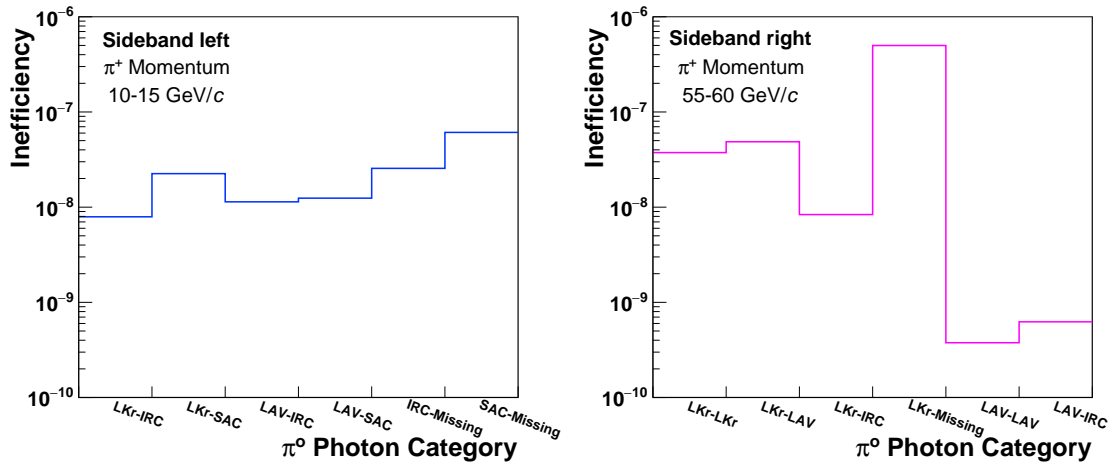 Sideband left
π⁺ Momentum
10-15 GeV/c
Inefficiency
10⁻⁶
10⁻⁷
10⁻⁸
10⁻⁹
10⁻¹⁰
LKr-IRC
LKr-SAC
LAV-IRC
LAV-SAC
IRC-Missing
SAC-Missing
π⁰ Photon Category
Sideband right
π⁺ Momentum
55-60 GeV/c
Inefficiency
10⁻⁶
10⁻⁷
10⁻⁸
10⁻⁹
10⁻¹⁰
LKr-LKr
LKr-LAV
LKr-IRC
LKr-Missing
LAV-LAV
LAV-IRC
π⁰ Photon Category